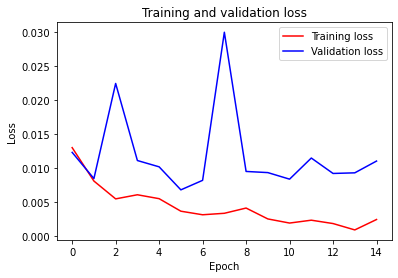 Training and validation loss
Training loss
Validation loss
0.030
0.025
0.020
0.015
0.010
0.005
0.000
Loss
0 2 4 6 8 10 12 14
Epoch